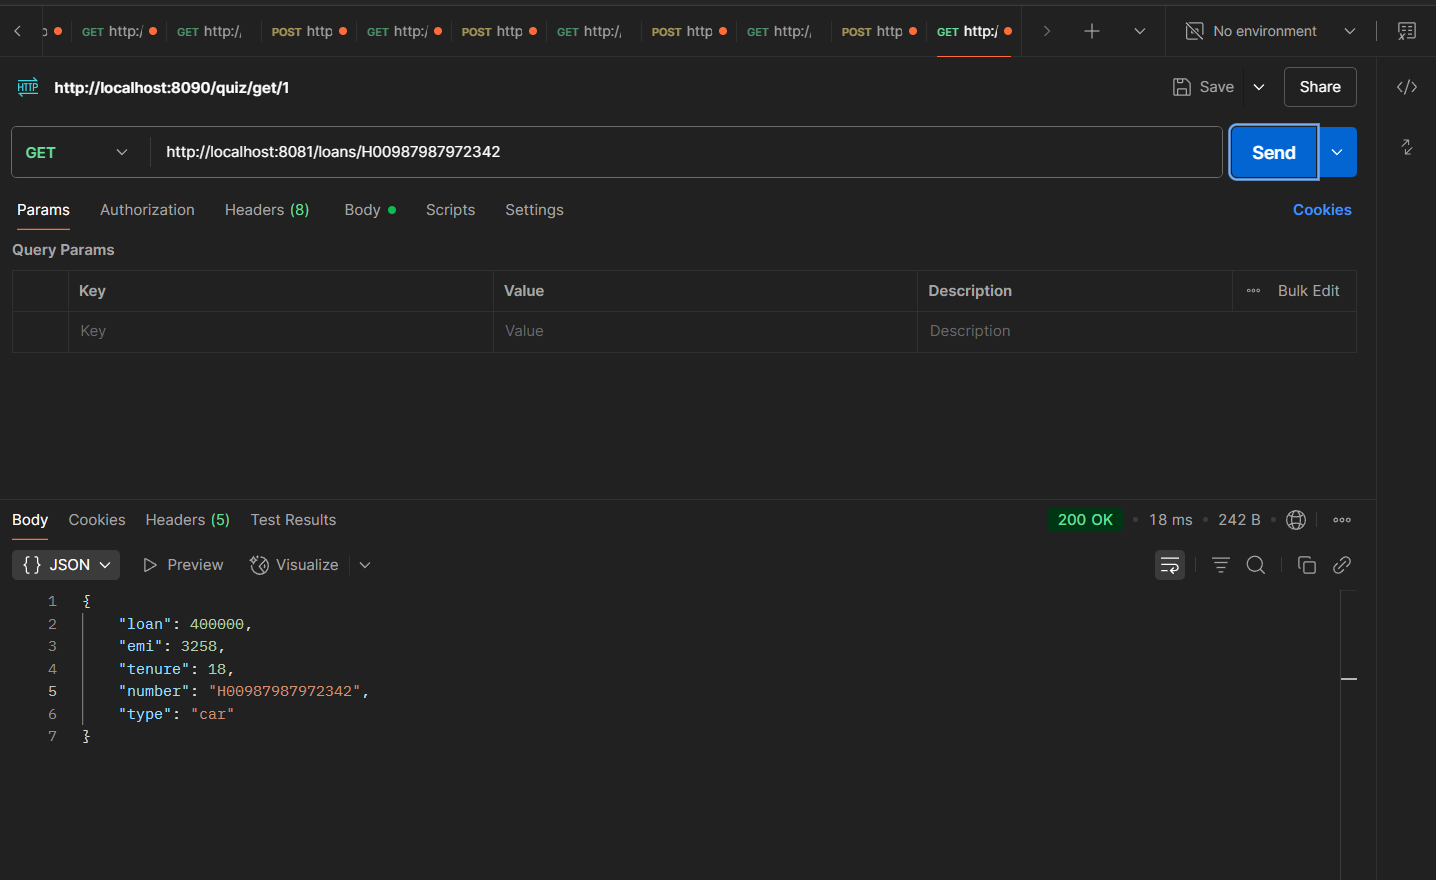 GET http:/
GET http:/
POST http
GET http:/
POST http
GET http:/
POST http
GET http:/
POST http
GET http:/
No environment
HTTP http://localhost:8090/quiz/get/1
Save
Share
GET http://localhost:8081/loans/H00987987972342
Send
Params Authorization Headers (8) Body Scripts Settings
Cookies
Query Params
Key Value Description Bulk Edit
Key Value Description
Body Cookies Headers (5) Test Results
200 OK • 18 ms • 242 B
{} JSON Preview Visualize
1 {
2 "loan": 400000,
3 "emi": 3258,
4 "tenure": 18,
5 "number": "H00987987972342",
6 "type": "car"
7 }